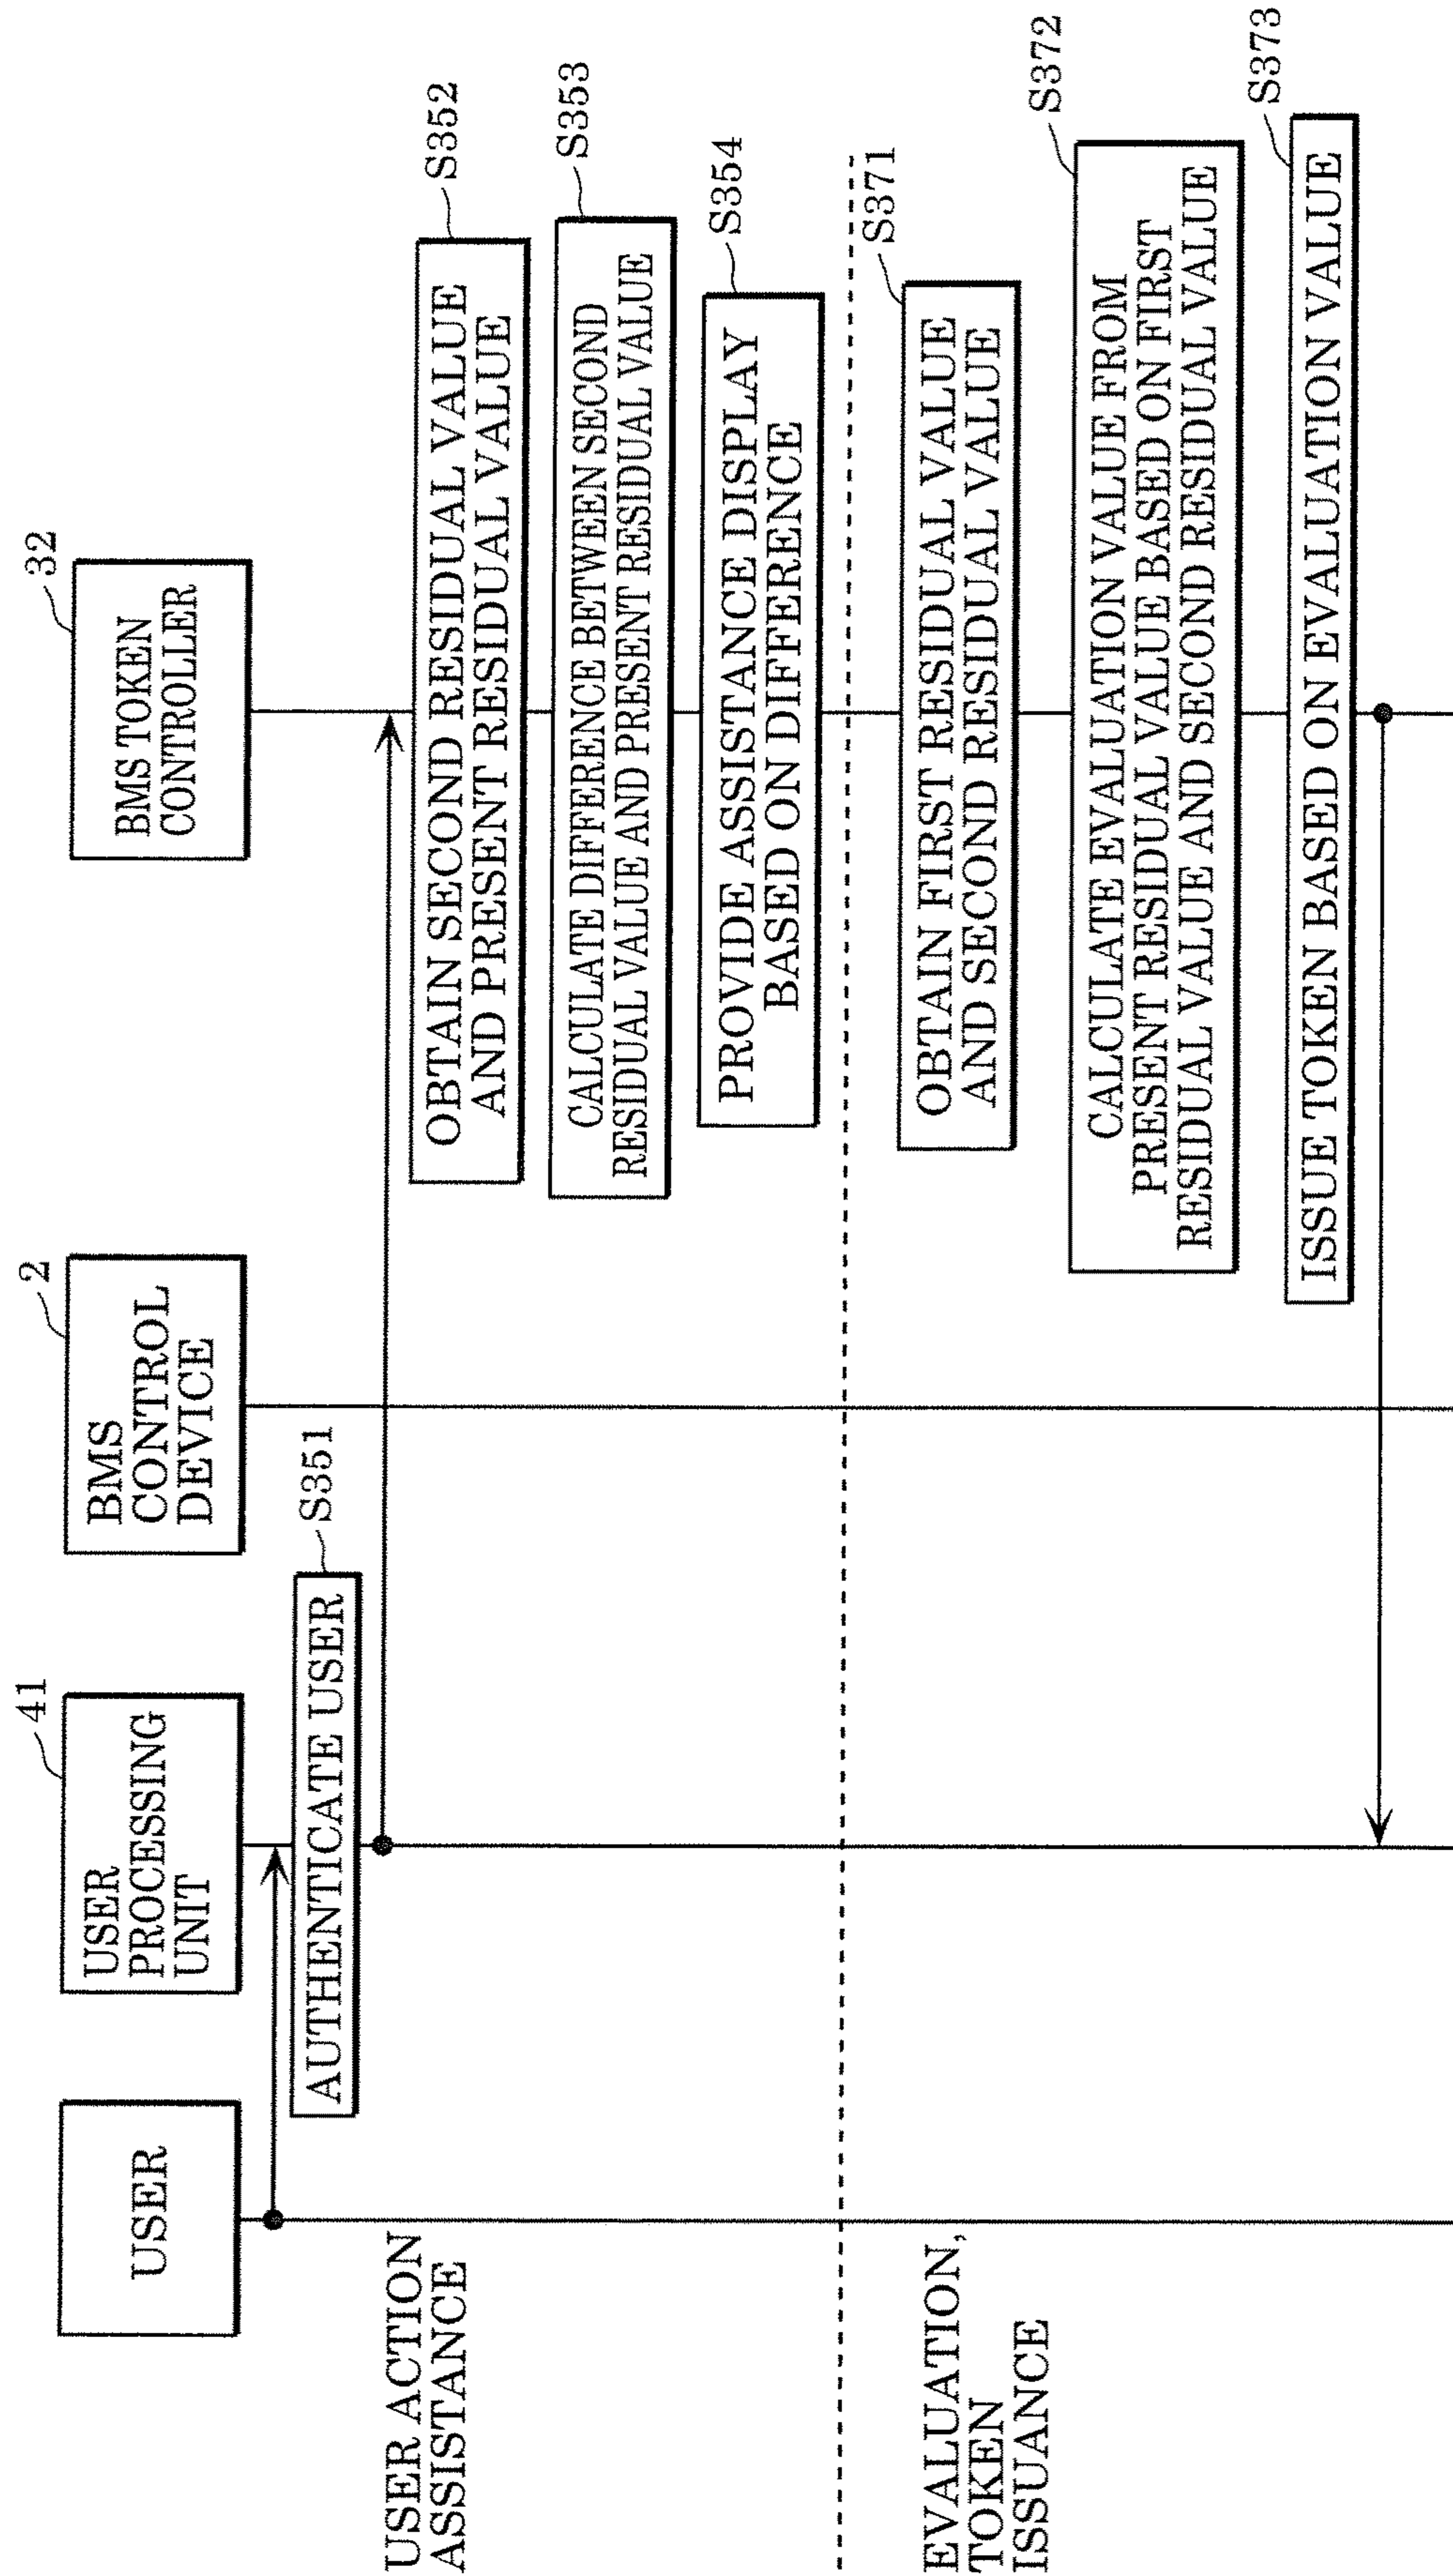 USER
41
USER
PROCESSING
UNIT
2
BMS
CONTROL
DEVICE
32
BMS TOKEN
CONTROLLER
USER ACTION
ASSISTANCE
AUTHENTICATE USER
S351
OBTAIN SECOND RESIDUAL VALUE
AND PRESENT RESIDUAL VALUE
S352
CALCULATE DIFFERENCE BETWEEN SECOND
RESIDUAL VALUE AND PRESENT RESIDUAL VALUE
S353
PROVIDE ASSISTANCE DISPLAY
BASED ON DIFFERENCE
S354
EVALUATION,
TOKEN
ISSUANCE
OBTAIN FIRST RESIDUAL VALUE
AND SECOND RESIDUAL VALUE
S371
CALCULATE EVALUATION VALUE FROM
PRESENT RESIDUAL VALUE BASED ON FIRST
RESIDUAL VALUE AND SECOND RESIDUAL VALUE
S372
ISSUE TOKEN BASED ON EVALUATION VALUE
S373